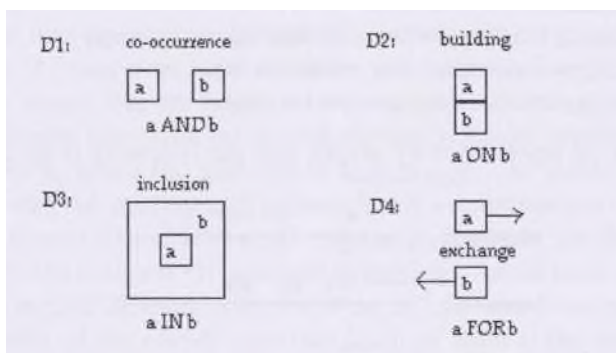 D1:
co-occurrence
a
b
a AND b
D2:
building
a
b
a ON b
D3:
inclusion
b
a
a IN b
D4:
a
exchange
b
a FOR b